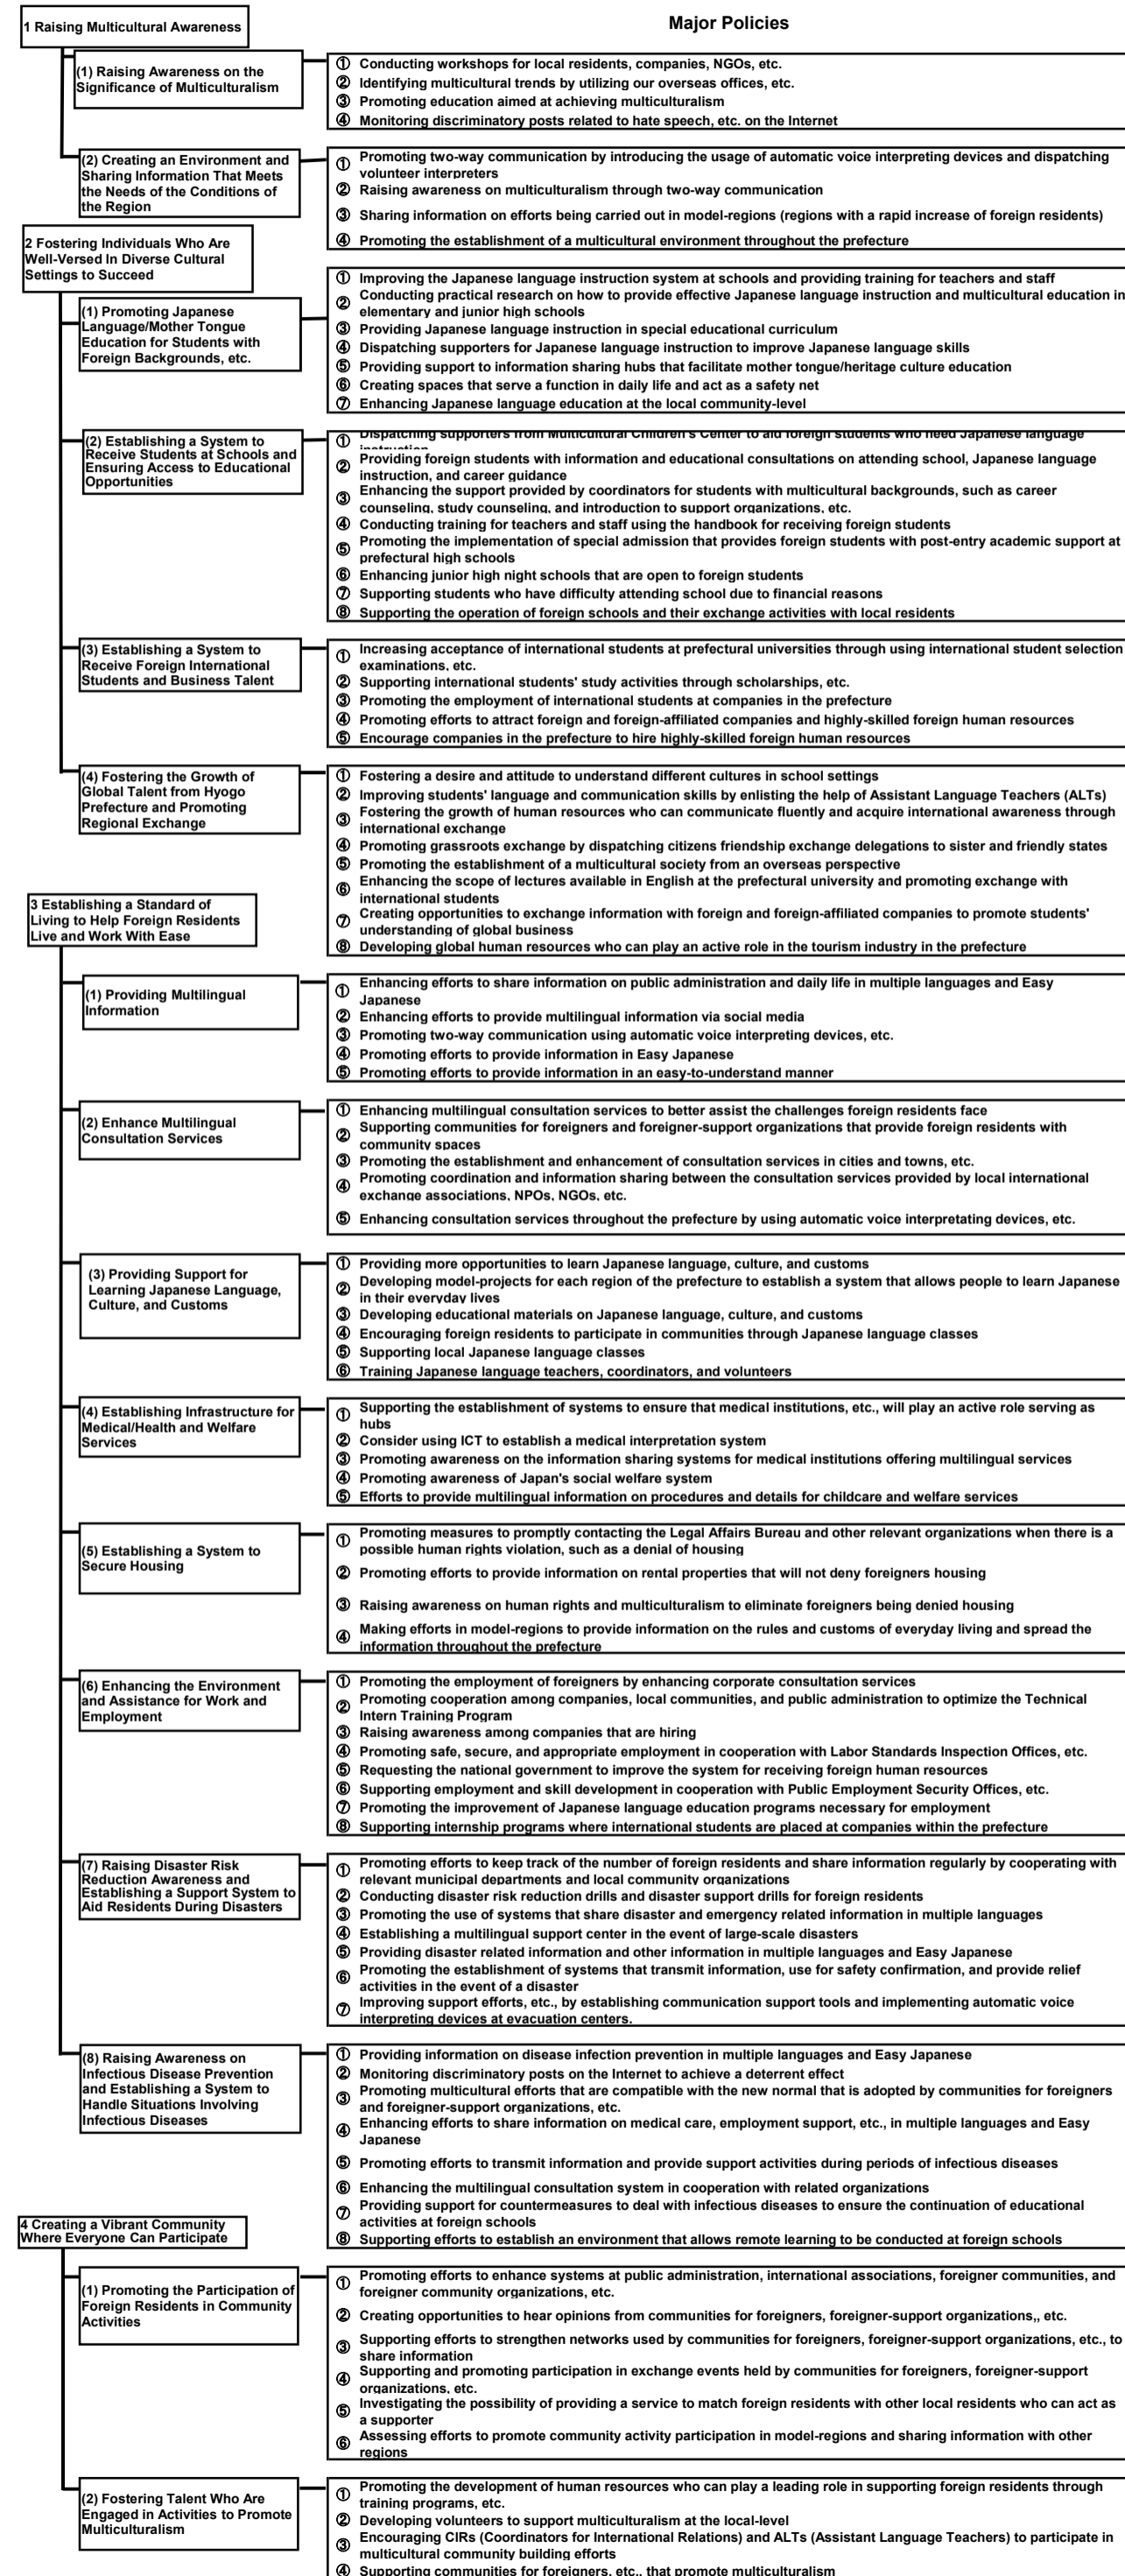 Major Policies
1 Raising Multicultural Awareness
(1) Raising Awareness on the
Significance of Multiculturalism
① Conducting workshops for local residents, companies, NGOs, etc.
② Identifying multicultural trends by utilizing our overseas offices, etc.
③ Promoting education aimed at achieving multiculturalism
④ Monitoring discriminatory posts related to hate speech, etc. on the Internet
(2) Creating an Environment and
Sharing Information That Meets
the Needs of the Conditions of
the Region
① Promoting two-way communication by introducing the usage of automatic voice interpreting devices and dispatching
volunteer interpreters
② Raising awareness on multiculturalism through two-way communication
③ Sharing information on efforts being carried out in model-regions (regions with a rapid increase of foreign residents)
④ Promoting the establishment of a multicultural environment throughout the prefecture
2 Fostering Individuals Who Are
Well-Versed In Diverse Cultural
Settings to Succeed
(1) Promoting Japanese
Language/Mother Tongue
Education for Students with
Foreign Backgrounds, etc.
① Improving the Japanese language instruction system at schools and providing training for teachers and staff
② Conducting practical research on how to provide effective Japanese language instruction and multicultural education in
elementary and junior high schools
③ Providing Japanese language instruction in special educational curriculum
④ Dispatching supporters for Japanese language instruction to improve Japanese language skills
⑤ Providing support to information sharing hubs that facilitate mother tongue/heritage culture education
⑥ Creating spaces that serve a function in daily life and act as a safety net
⑦ Enhancing Japanese language education at the local community-level
(2) Establishing a System to
Receive Students at Schools and
Ensuring Access to Educational
Opportunities
① Dispatching supporters from Multicultural Children's Center to aid foreign students who need Japanese language
instruction
② Providing foreign students with information and educational consultations on attending school, Japanese language
instruction, and career guidance
③ Enhancing the support provided by coordinators for students with multicultural backgrounds, such as career
counseling, study counseling, and introduction to support organizations, etc.
④ Conducting training for teachers and staff using the handbook for receiving foreign students
⑤ Promoting the implementation of special admission that provides foreign students with post-entry academic support at
prefectural high schools
⑥ Enhancing junior high night schools that are open to foreign students
⑦ Supporting students who have difficulty attending school due to financial reasons
⑧ Supporting the operation of foreign schools and their exchange activities with local residents
(3) Establishing a System to
Receive Foreign International
Students and Business Talent
① Increasing acceptance of international students at prefectural universities through using international student selection
examinations, etc.
② Supporting international students' study activities through scholarships, etc.
③ Promoting the employment of international students at companies in the prefecture
④ Promoting efforts to attract foreign and foreign-affiliated companies and highly-skilled foreign human resources
⑤ Encourage companies in the prefecture to hire highly-skilled foreign human resources
(4) Fostering the Growth of
Global Talent from Hyogo
Prefecture and Promoting
Regional Exchange
① Fostering a desire and attitude to understand different cultures in school settings
② Improving students' language and communication skills by enlisting the help of Assistant Language Teachers (ALTs)
③ Fostering the growth of human resources who can communicate fluently and acquire international awareness through
international exchange
④ Promoting grassroots exchange by dispatching citizens friendship exchange delegations to sister and friendly states
⑤ Promoting the establishment of a multicultural society from an overseas perspective
⑥ Enhancing the scope of lectures available in English at the prefectural university and promoting exchange with
international students
⑦ Creating opportunities to exchange information with foreign and foreign-affiliated companies to promote students'
understanding of global business
⑧ Developing global human resources who can play an active role in the tourism industry in the prefecture
3 Establishing a Standard of
Living to Help Foreign Residents
Live and Work With Ease
(1) Providing Multilingual
Information
① Enhancing efforts to share information on public administration and daily life in multiple languages and Easy
Japanese
② Enhancing efforts to provide multilingual information via social media
③ Promoting two-way communication using automatic voice interpreting devices, etc.
④ Promoting efforts to provide information in Easy Japanese
⑤ Promoting efforts to provide information in an easy-to-understand manner
(2) Enhance Multilingual
Consultation Services
① Enhancing multilingual consultation services to better assist the challenges foreign residents face
② Supporting communities for foreigners and foreigner-support organizations that provide foreign residents with
community spaces
③ Promoting the establishment and enhancement of consultation services in cities and towns, etc.
④ Promoting coordination and information sharing between the consultation services provided by local international
exchange associations, NPOs, NGOs, etc.
⑤ Enhancing consultation services throughout the prefecture by using automatic voice interpretating devices, etc.
(3) Providing Support for
Learning Japanese Language,
Culture, and Customs
① Providing more opportunities to learn Japanese language, culture, and customs
② Developing model-projects for each region of the prefecture to establish a system that allows people to learn Japanese
in their everyday lives
③ Developing educational materials on Japanese language, culture, and customs
④ Encouraging foreign residents to participate in communities through Japanese language classes
⑤ Supporting local Japanese language classes
⑥ Training Japanese language teachers, coordinators, and volunteers
(4) Establishing Infrastructure for
Medical/Health and Welfare
Services
① Supporting the establishment of systems to ensure that medical institutions, etc., will play an active role serving as
hubs
② Consider using ICT to establish a medical interpretation system
③ Promoting awareness on the information sharing systems for medical institutions offering multilingual services
④ Promoting awareness of Japan's social welfare system
⑤ Efforts to provide multilingual information on procedures and details for childcare and welfare services
(5) Establishing a System to
Secure Housing
① Promoting measures to promptly contacting the Legal Affairs Bureau and other relevant organizations when there is a
possible human rights violation, such as a denial of housing
② Promoting efforts to provide information on rental properties that will not deny foreigners housing
③ Raising awareness on human rights and multiculturalism to eliminate foreigners being denied housing
④ Making efforts in model-regions to provide information on the rules and customs of everyday living and spread the
information throughout the prefecture
(6) Enhancing the Environment
and Assistance for Work and
Employment
① Promoting the employment of foreigners by enhancing corporate consultation services
② Promoting cooperation among companies, local communities, and public administration to optimize the Technical
Intern Training Program
③ Raising awareness among companies that are hiring
④ Promoting safe, secure, and appropriate employment in cooperation with Labor Standards Inspection Offices, etc.
⑤ Requesting the national government to improve the system for receiving foreign human resources
⑥ Supporting employment and skill development in cooperation with Public Employment Security Offices, etc.
⑦ Promoting the improvement of Japanese language education programs necessary for employment
⑧ Supporting internship programs where international students are placed at companies within the prefecture
(7) Raising Disaster Risk
Reduction Awareness and
Establishing a Support System to
Aid Residents During Disasters
① Promoting efforts to keep track of the number of foreign residents and share information regularly by cooperating with
relevant municipal departments and local community organizations
② Conducting disaster risk reduction drills and disaster support drills for foreign residents
③ Promoting the use of systems that share disaster and emergency related information in multiple languages
④ Establishing a multilingual support center in the event of large-scale disasters
⑤ Providing disaster related information and other information in multiple languages and Easy Japanese
⑥ Promoting the establishment of systems that transmit information, use for safety confirmation, and provide relief
activities in the event of a disaster
⑦ Improving support efforts, etc., by establishing communication support tools and implementing automatic voice
interpreting devices at evacuation centers.
(8) Raising Awareness on
Infectious Disease Prevention
and Establishing a System to
Handle Situations Involving
Infectious Diseases
① Providing information on disease infection prevention in multiple languages and Easy Japanese
② Monitoring discriminatory posts on the Internet to achieve a deterrent effect
③ Promoting multicultural efforts that are compatible with the new normal that is adopted by communities for foreigners
and foreigner-support organizations, etc.
④ Enhancing efforts to share information on medical care, employment support, etc., in multiple languages and Easy
Japanese
⑤ Promoting efforts to transmit information and provide support activities during periods of infectious diseases
⑥ Enhancing the multilingual consultation system in cooperation with related organizations
⑦ Providing support for countermeasures to deal with infectious diseases to ensure the continuation of educational
activities at foreign schools
⑧ Supporting efforts to establish an environment that allows remote learning to be conducted at foreign schools
4 Creating a Vibrant Community
Where Everyone Can Participate
(1) Promoting the Participation of
Foreign Residents in Community
Activities
① Promoting efforts to enhance systems at public administration, international associations, foreigner communities, and
foreigner community organizations, etc.
② Creating opportunities to hear opinions from communities for foreigners, foreigner-support organizations,, etc.
③ Supporting efforts to strengthen networks used by communities for foreigners, foreigner-support organizations, etc., to
share information
④ Supporting and promoting participation in exchange events held by communities for foreigners, foreigner-support
organizations, etc.
⑤ Investigating the possibility of providing a service to match foreign residents with other local residents who can act as
a supporter
⑥ Assessing efforts to promote community activity participation in model-regions and sharing information with other
regions
(2) Fostering Talent Who Are
Engaged in Activities to Promote
Multiculturalism
① Promoting the development of human resources who can play a leading role in supporting foreign residents through
training programs, etc.
② Developing volunteers to support multiculturalism at the local-level
③ Encouraging CIRs (Coordinators for International Relations) and ALTs (Assistant Language Teachers) to participate in
multicultural community building efforts
④ Supporting communities for foreigners, etc., that promote multiculturalism